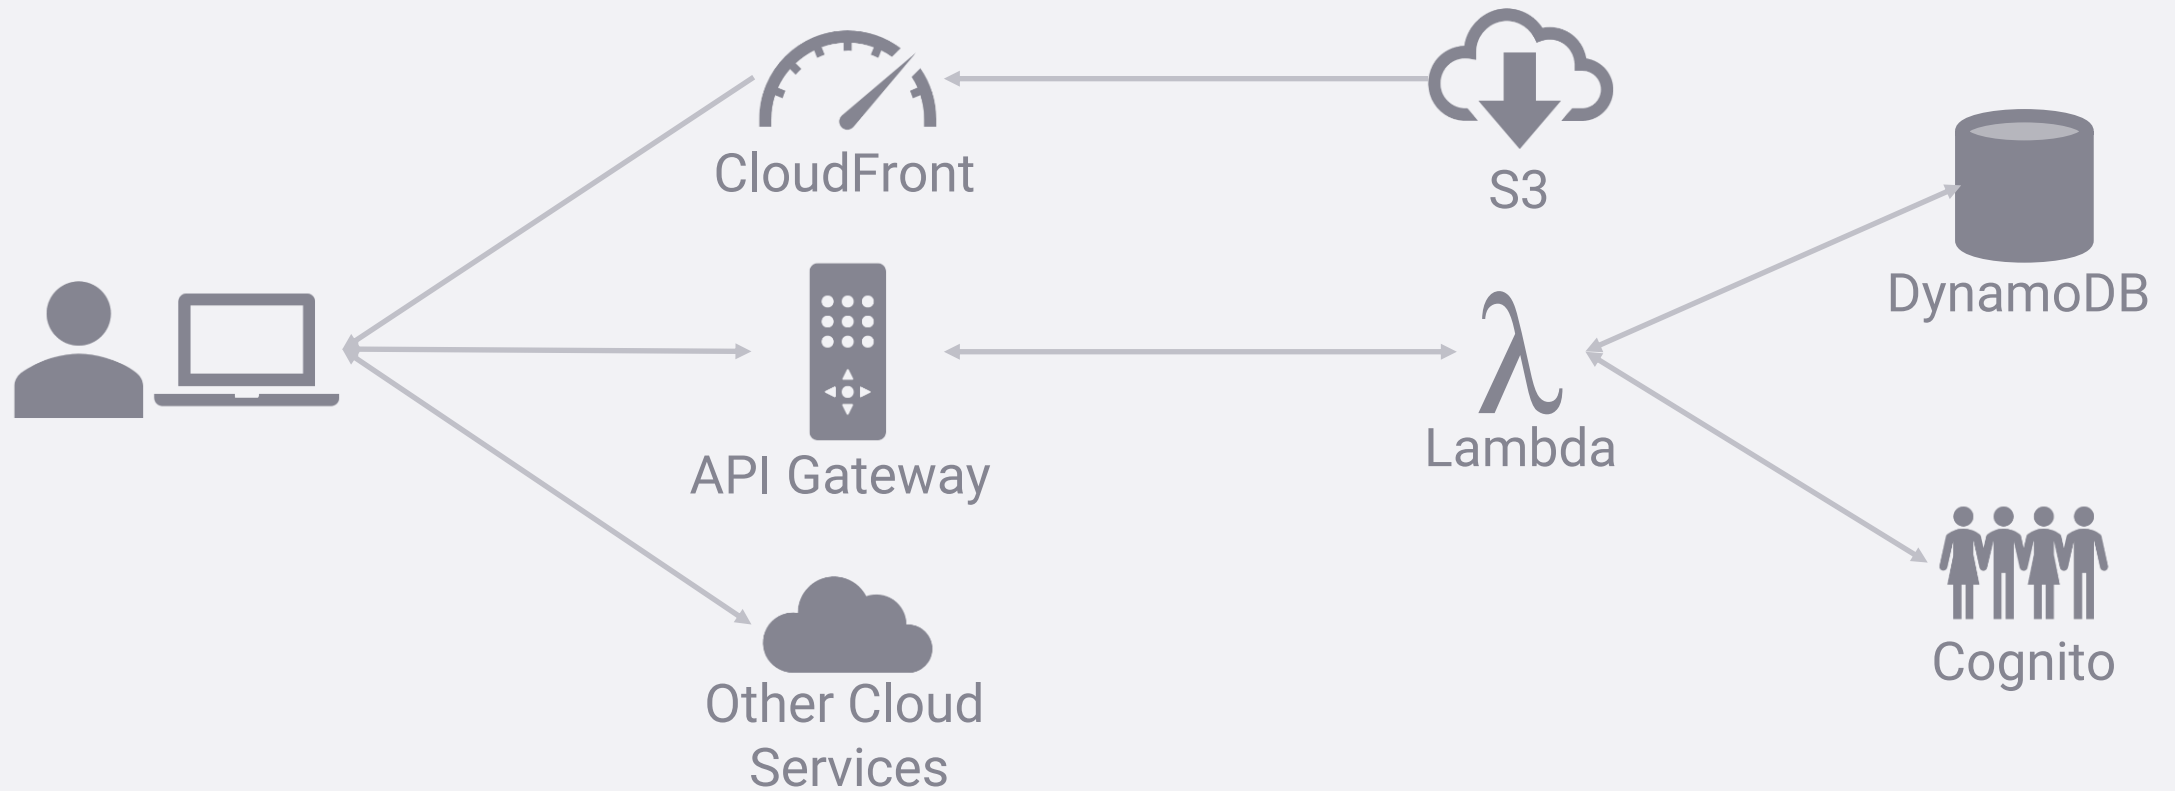 CloudFront
S3
DynamoDB
API Gateway
Lambda
Other Cloud
Services
Cognito